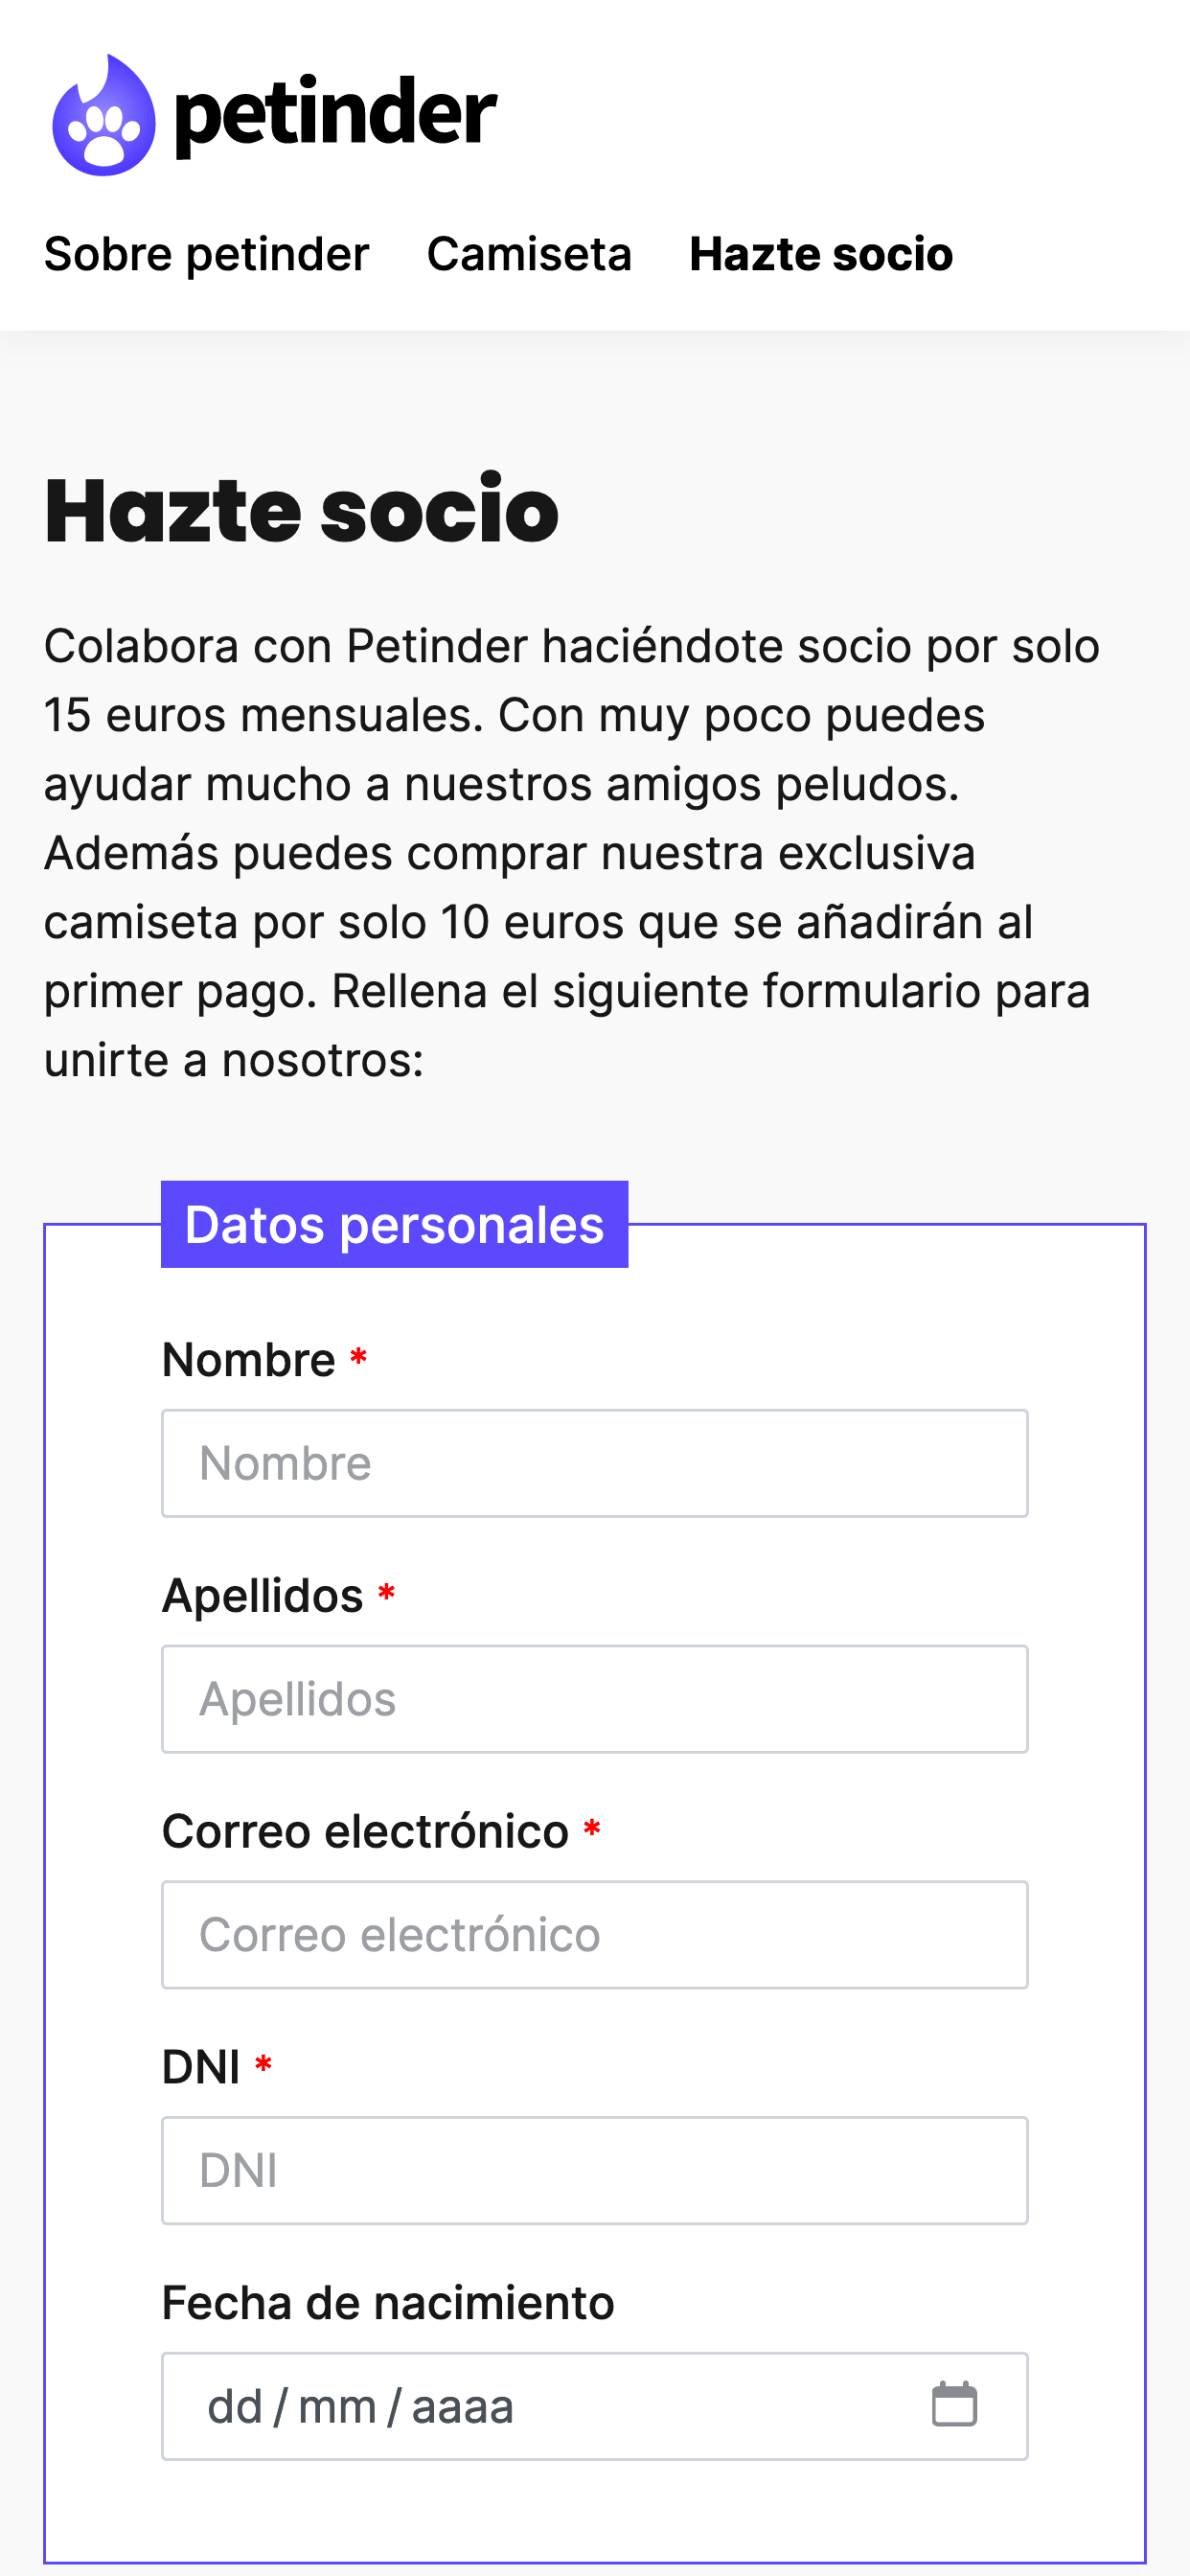 petinder
Sobre petinder Camiseta Hazte socio
Hazte socio
Colabora con Petinder haciéndote socio por solo
15 euros mensuales. Con muy poco puedes
ayudar mucho a nuestros amigos peludos.
Además puedes comprar nuestra exclusiva
camiseta por solo 10 euros que se añadirán al
primer pago. Rellena el siguiente formulario para
unirte a nosotros:
Datos personales
Nombre *
Nombre
Apellidos *
Apellidos
Correo electrónico *
Correo electrónico
DNI *
DNI
Fecha de nacimiento
dd / mm / aaaa